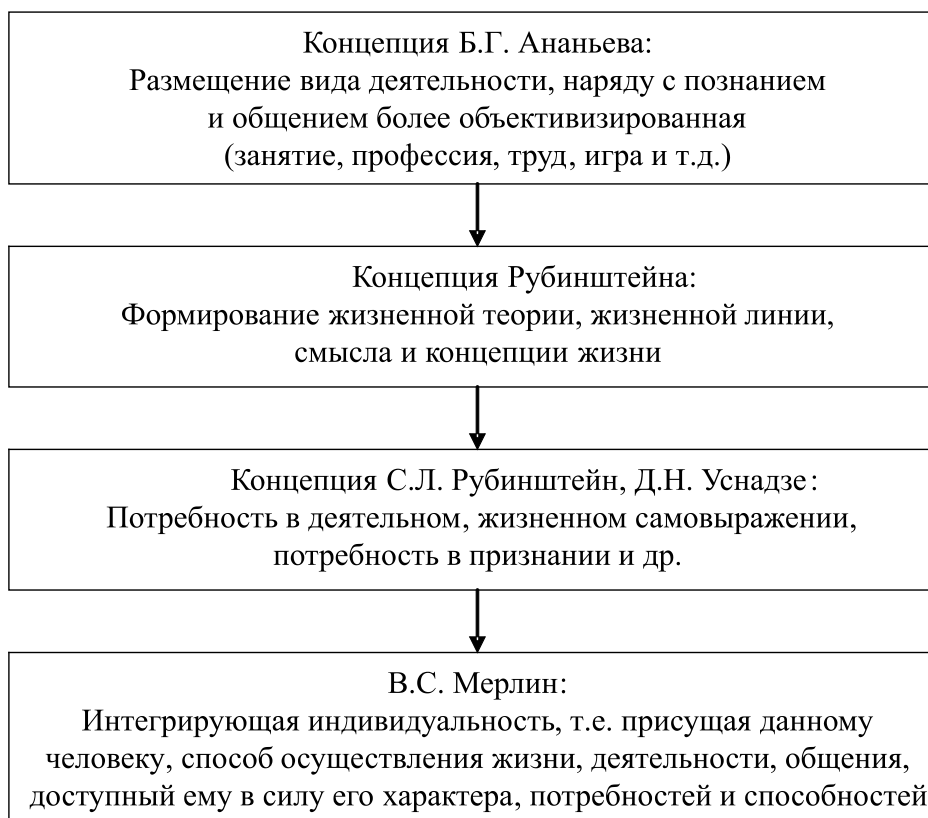 Концепция Б.Г. Ананьева:
Размещение вида деятельности, наряду с познанием
и общением более объективизированная
(занятие, профессия, труд, игра и т.д.)
Концепция Рубинштейна:
Формирование жизненной теории, жизненной линии,
смысла и концепции жизни
Концепция С.Л. Рубинштейн, Д.Н. Уснадзе:
Потребность в деятельном, жизненном самовыражении,
потребность в признании и др.
В.С. Мерлин:
Интегрирующая индивидуальность, т.е. присущая данному
человеку, способ осуществления жизни, деятельности, общения,
доступный ему в силу его характера, потребностей и способностей